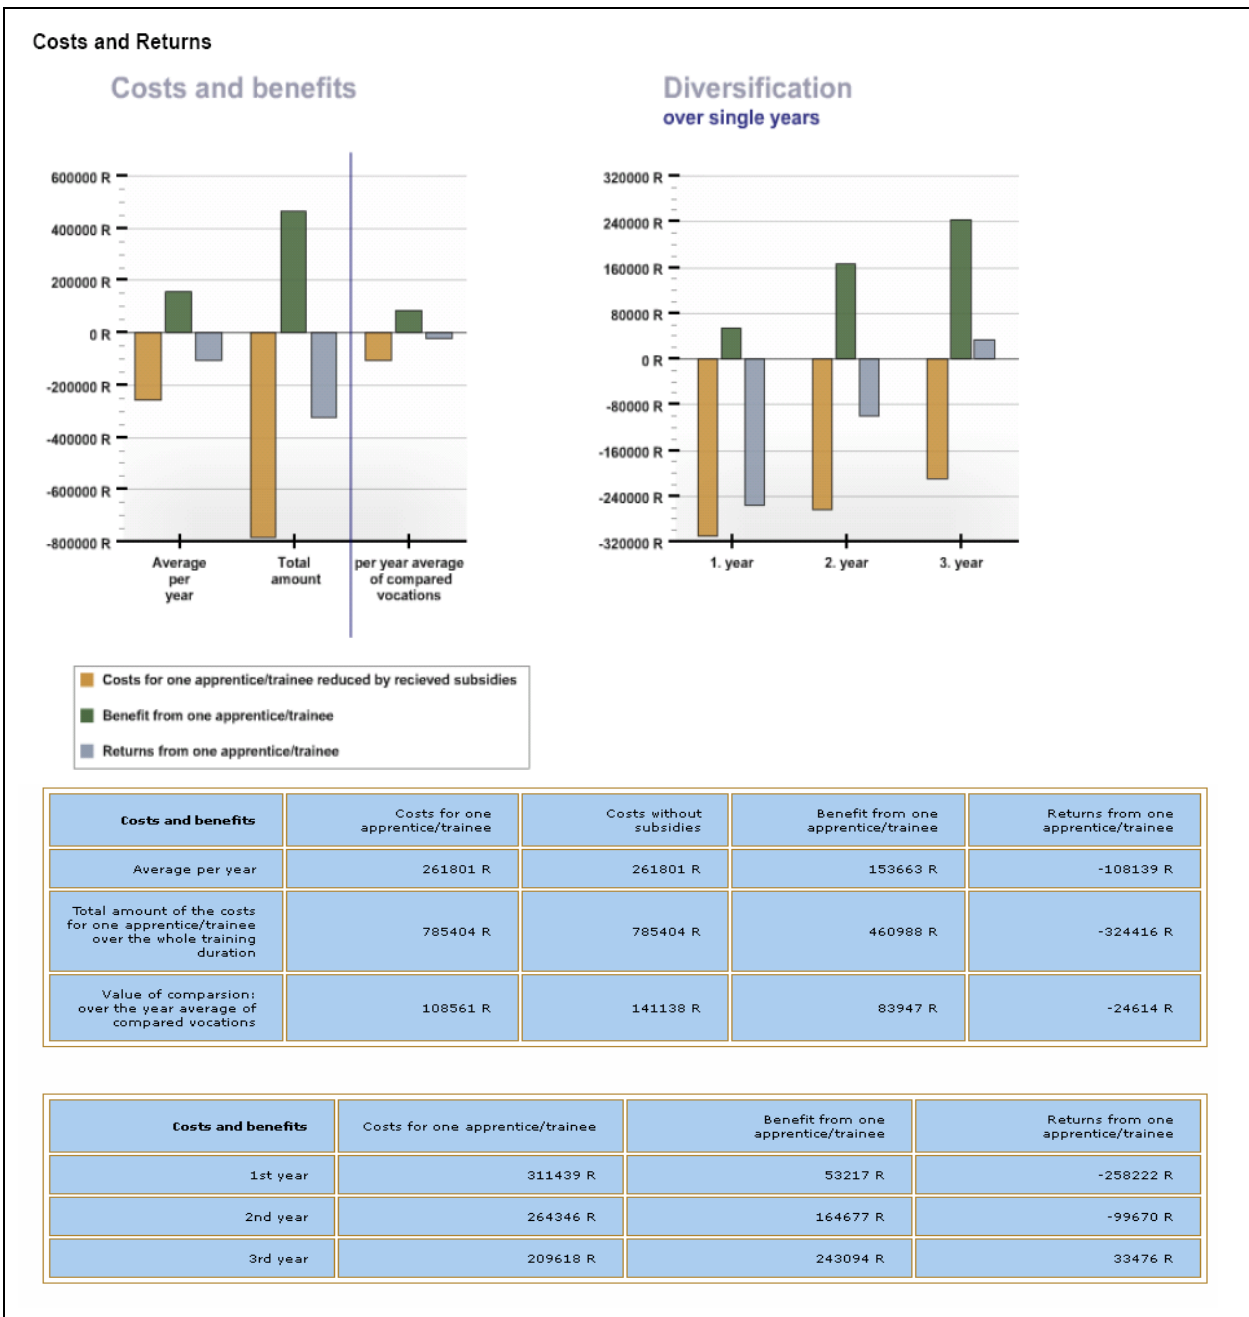 Costs and Returns
Costs and benefits
600000 R
400000 R
200000 R
0 R
-200000 R
-400000 R
-600000 R
-800000 R
Average
per
year
Total
amount
per year average
of compared
vocations
Diversification
over single years
320000 R
240000 R
160000 R
80000 R
0 R
-80000 R
-160000 R
-240000 R
-320000 R
1. year
2. year
3. year
Costs for one apprentice/trainee reduced by recieved subsidies
Benefit from one apprentice/trainee
Returns from one apprentice/trainee
Costs and benefits
Costs for one
apprentice/trainee
Costs without
subsidies
Benefit from one
apprentice/trainee
Returns from one
apprentice/trainee
Average per year
261801 R
261801 R
153663 R
-108139 R
Total amount of the costs
for one apprentice/trainee
over the whole training
duration
785404 R
785404 R
460988 R
-324416 R
Value of comparsion:
over the year average of
compared vocations
108561 R
141138 R
83947 R
-24614 R
Costs and benefits
Costs for one apprentice/trainee
Benefit from one
apprentice/trainee
Returns from one
apprentice/trainee
1st year
311439 R
53217 R
-258222 R
2nd year
264346 R
164677 R
-99670 R
3rd year
209618 R
243094 R
33476 R